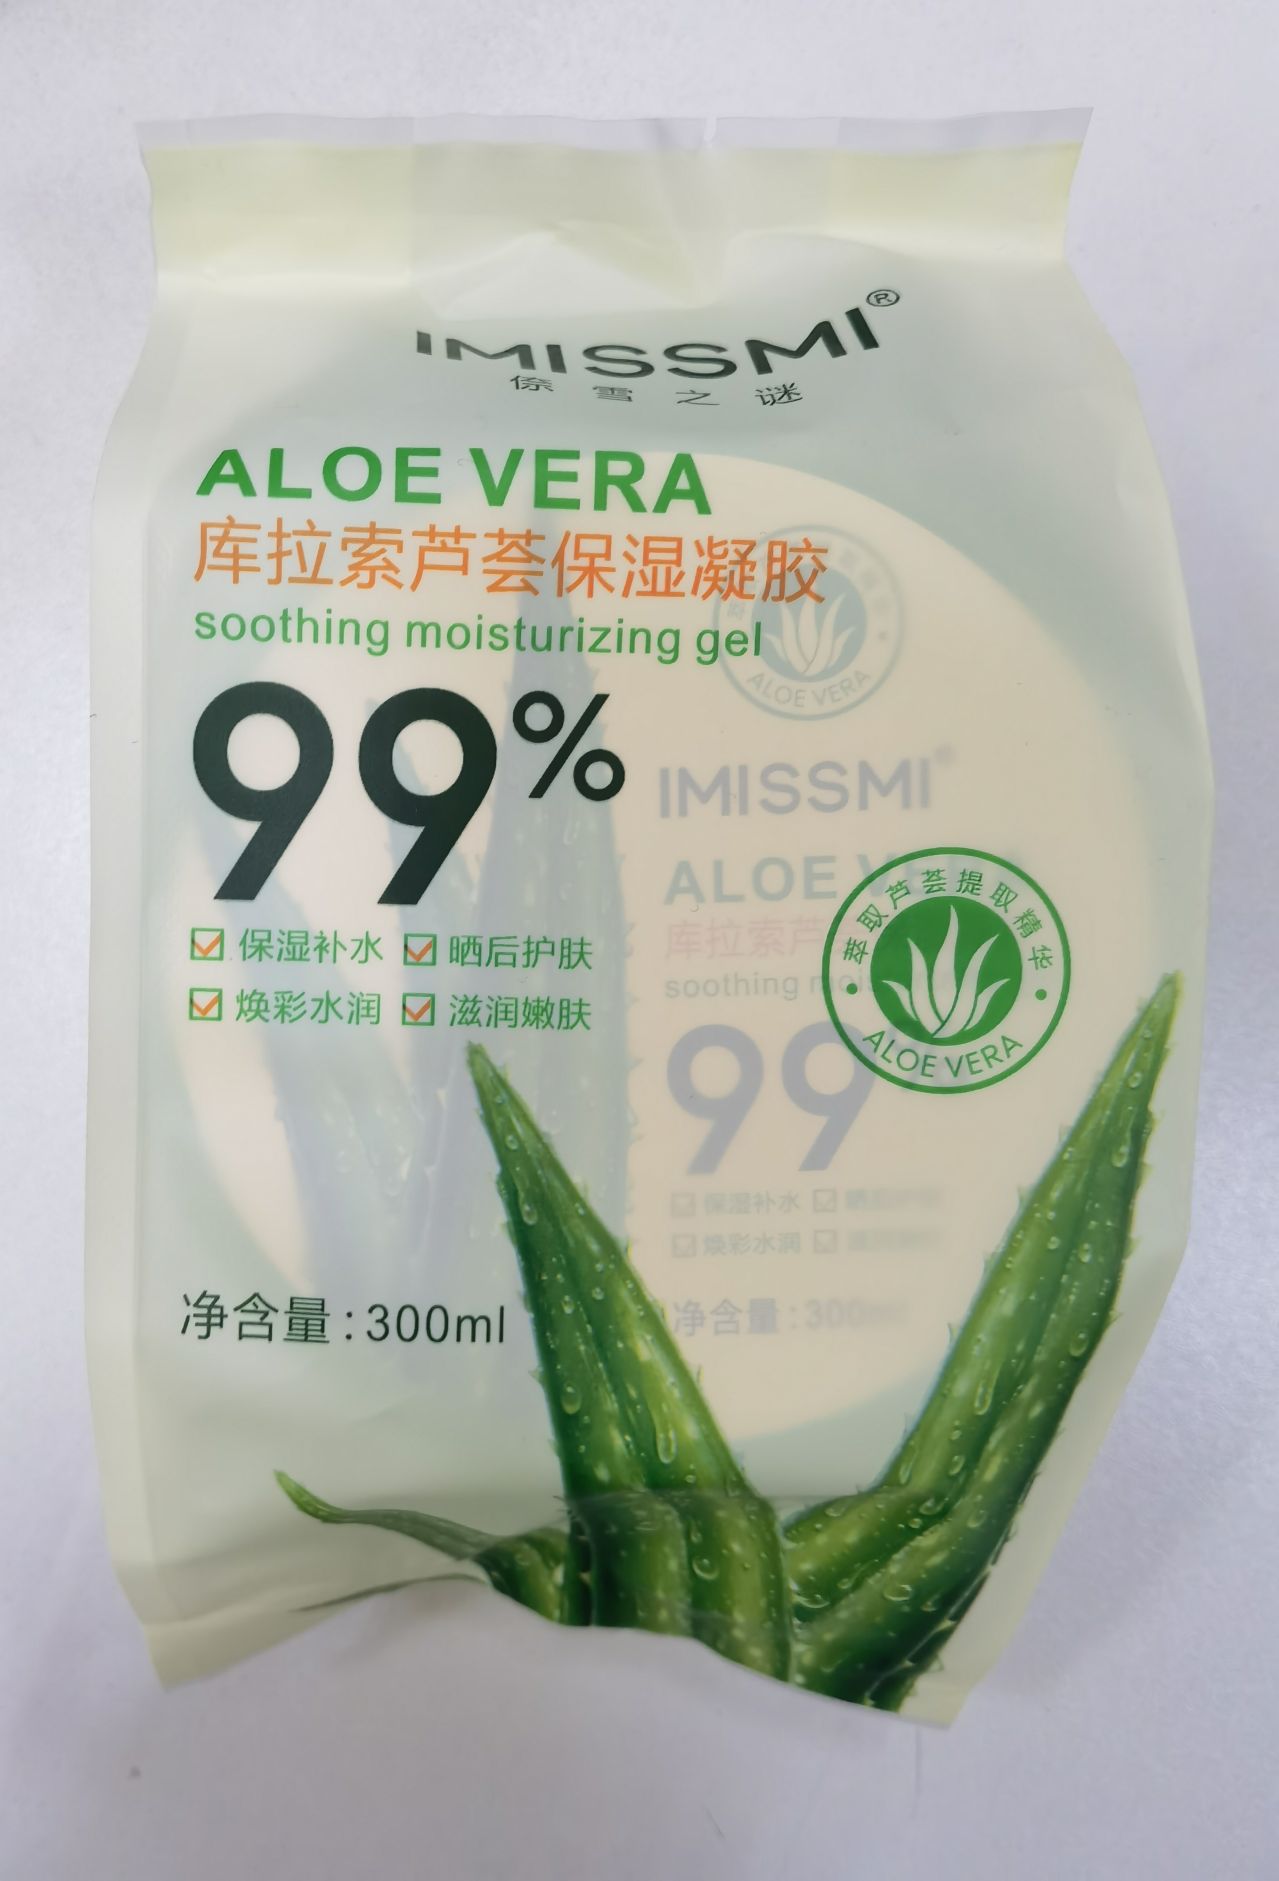 IMISSMI®
倷雪之谜
ALOE VERA
库拉索芦荟保湿凝胶
soothing moisturizing gel
99%
保湿补水 晒后护肤
焕彩水润 滋润嫩肤
净含量:300ml
萃取芦荟提取精华
ALOE VERA
ALOE VERA
IMISSMI
ALOE
库拉索芦
soothing
99
保湿补水
焕彩水润
净含量:300